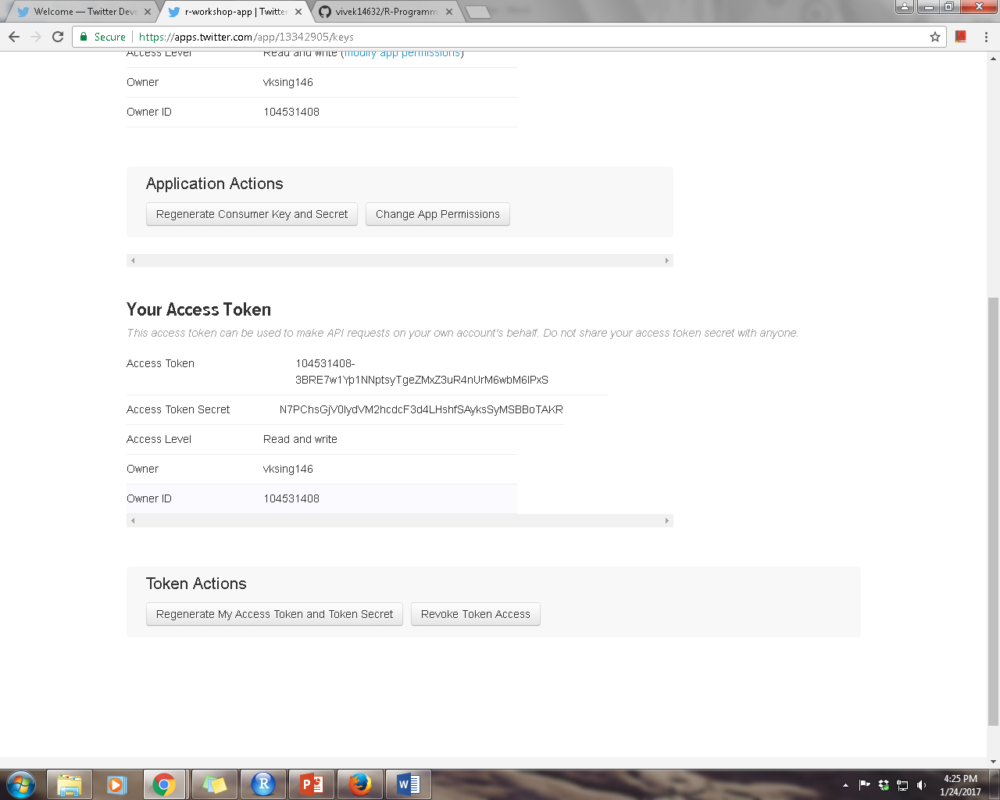 Welcome — Twitter Deve
r-workshop-app | Twitter
vivek14632/R-Programm
Secure
https://apps.twitter.com/app/13342905/keys
Access Level Read and write (modify app permissions)
Owner vksing146
Owner ID 104531408
Application Actions
Regenerate Consumer Key and Secret Change App Permissions
Your Access Token
This access token can be used to make API requests on your own account's behalf. Do not share your access token secret with anyone.
Access Token 104531408-
Access Token Secret
Access Level Read and write
Owner vksing146
Owner ID 104531408
Token Actions
Regenerate My Access Token and Token Secret Revoke Token Access
4:25 PM
1/24/2017